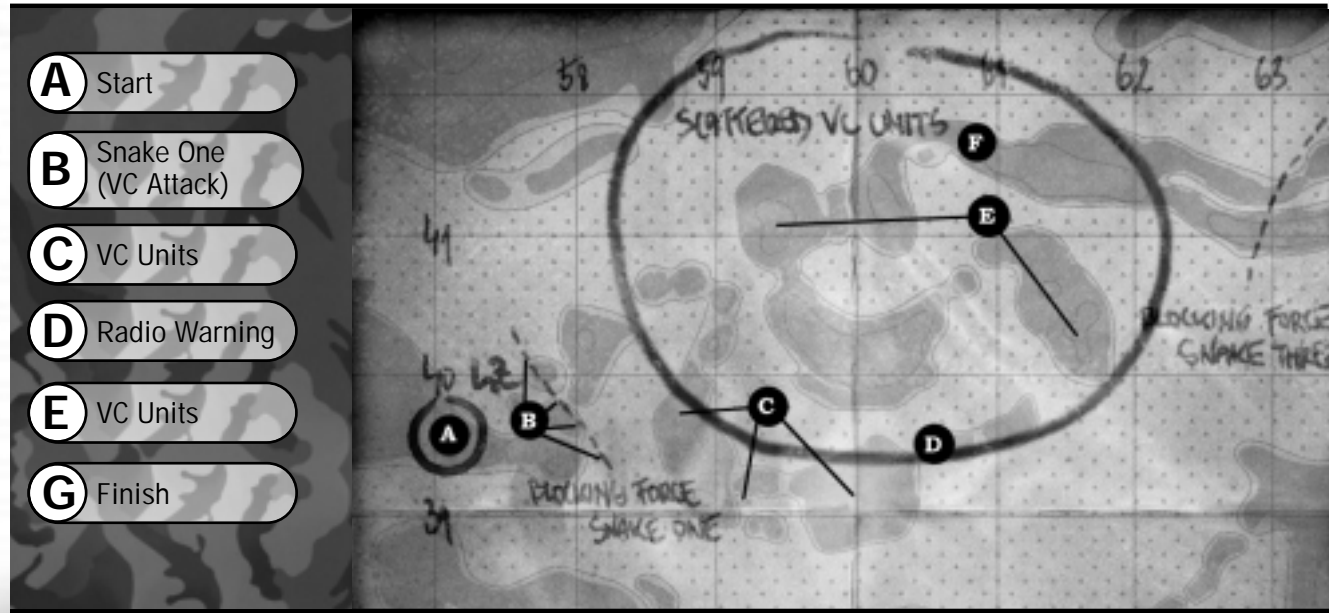 A Start
B Snake One
(VC Attack)
C VC Units
D Radio Warning
E VC Units
G Finish
58 59 60 61 62 63
SCATTERED VC UNITS
F
E
41
BLOCKING FORCE
SNAKE THREE
40 LZ
A
B
C
D
BLOCKING FORCE
SNAKE ONE
39